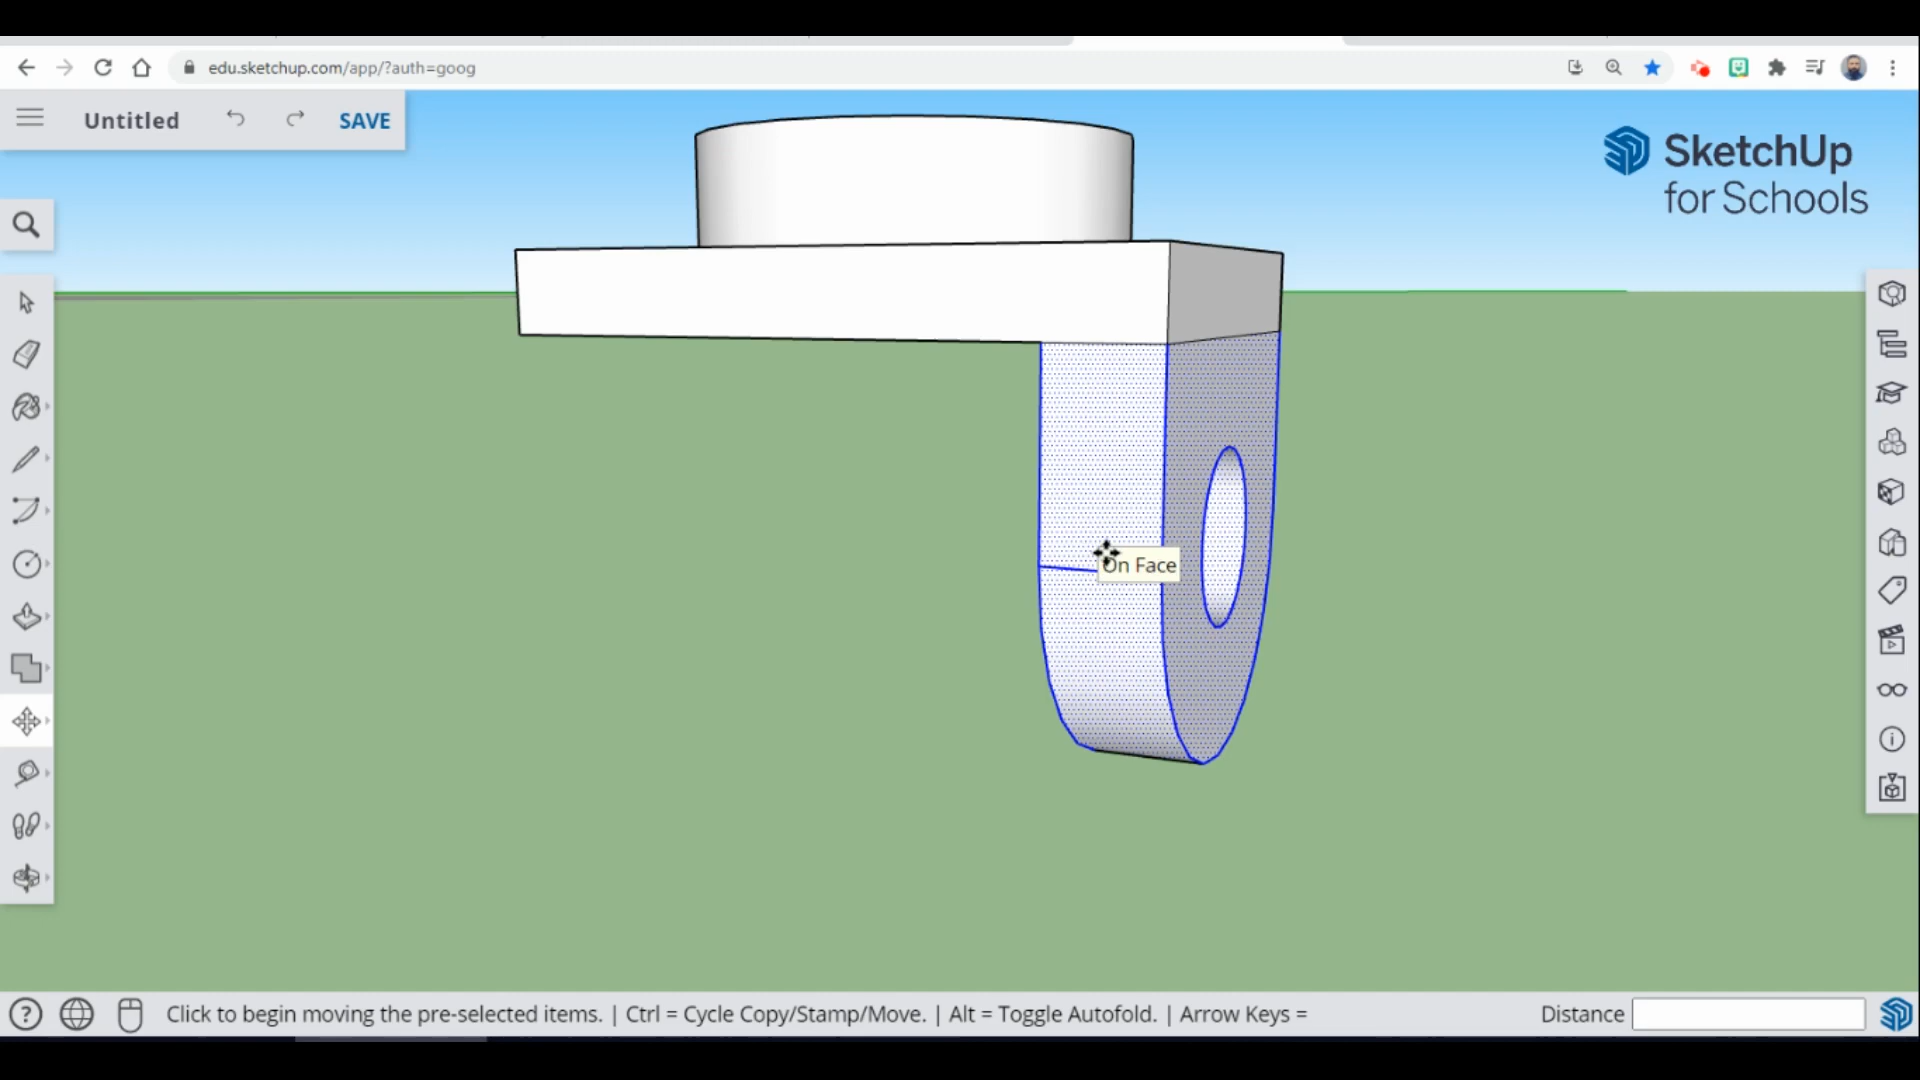 edu.sketchup.com/app/?auth=goog
Untitled
SAVE
SketchUp
for Schools
On Face
Click to begin moving the pre-selected items. | Ctrl = Cycle Copy/Stamp/Move. | Alt = Toggle Autofold. | Arrow Keys =
Distance